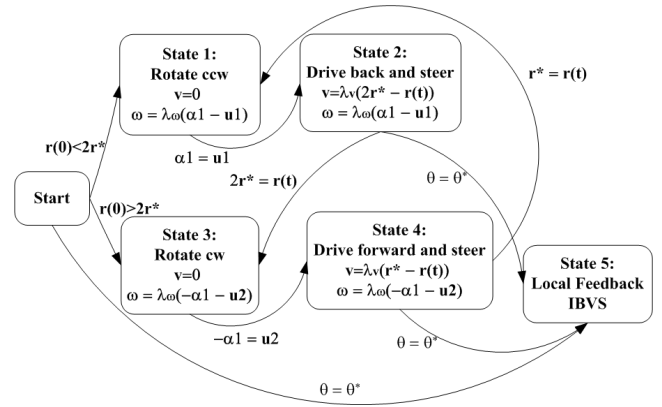 State 1:
Rotate ccw
v=0
ω = λω(α1 − u1)
State 2:
Drive back and steer
v=λv(2r* − r(t))
ω = λω(α1 − u1)
r* = r(t)
r(0)<2r*
α1 = u1
2r* = r(t)
θ = θ*
Start
r(0)>2r*
State 3:
Rotate cw
v=0
ω = λω(−α1 − u2)
State 4:
Drive forward and steer
v=λv(r* − r(t))
ω = λω(−α1 − u2)
State 5:
Local Feedback
IBVS
−α1 = u2
θ = θ*
θ = θ*